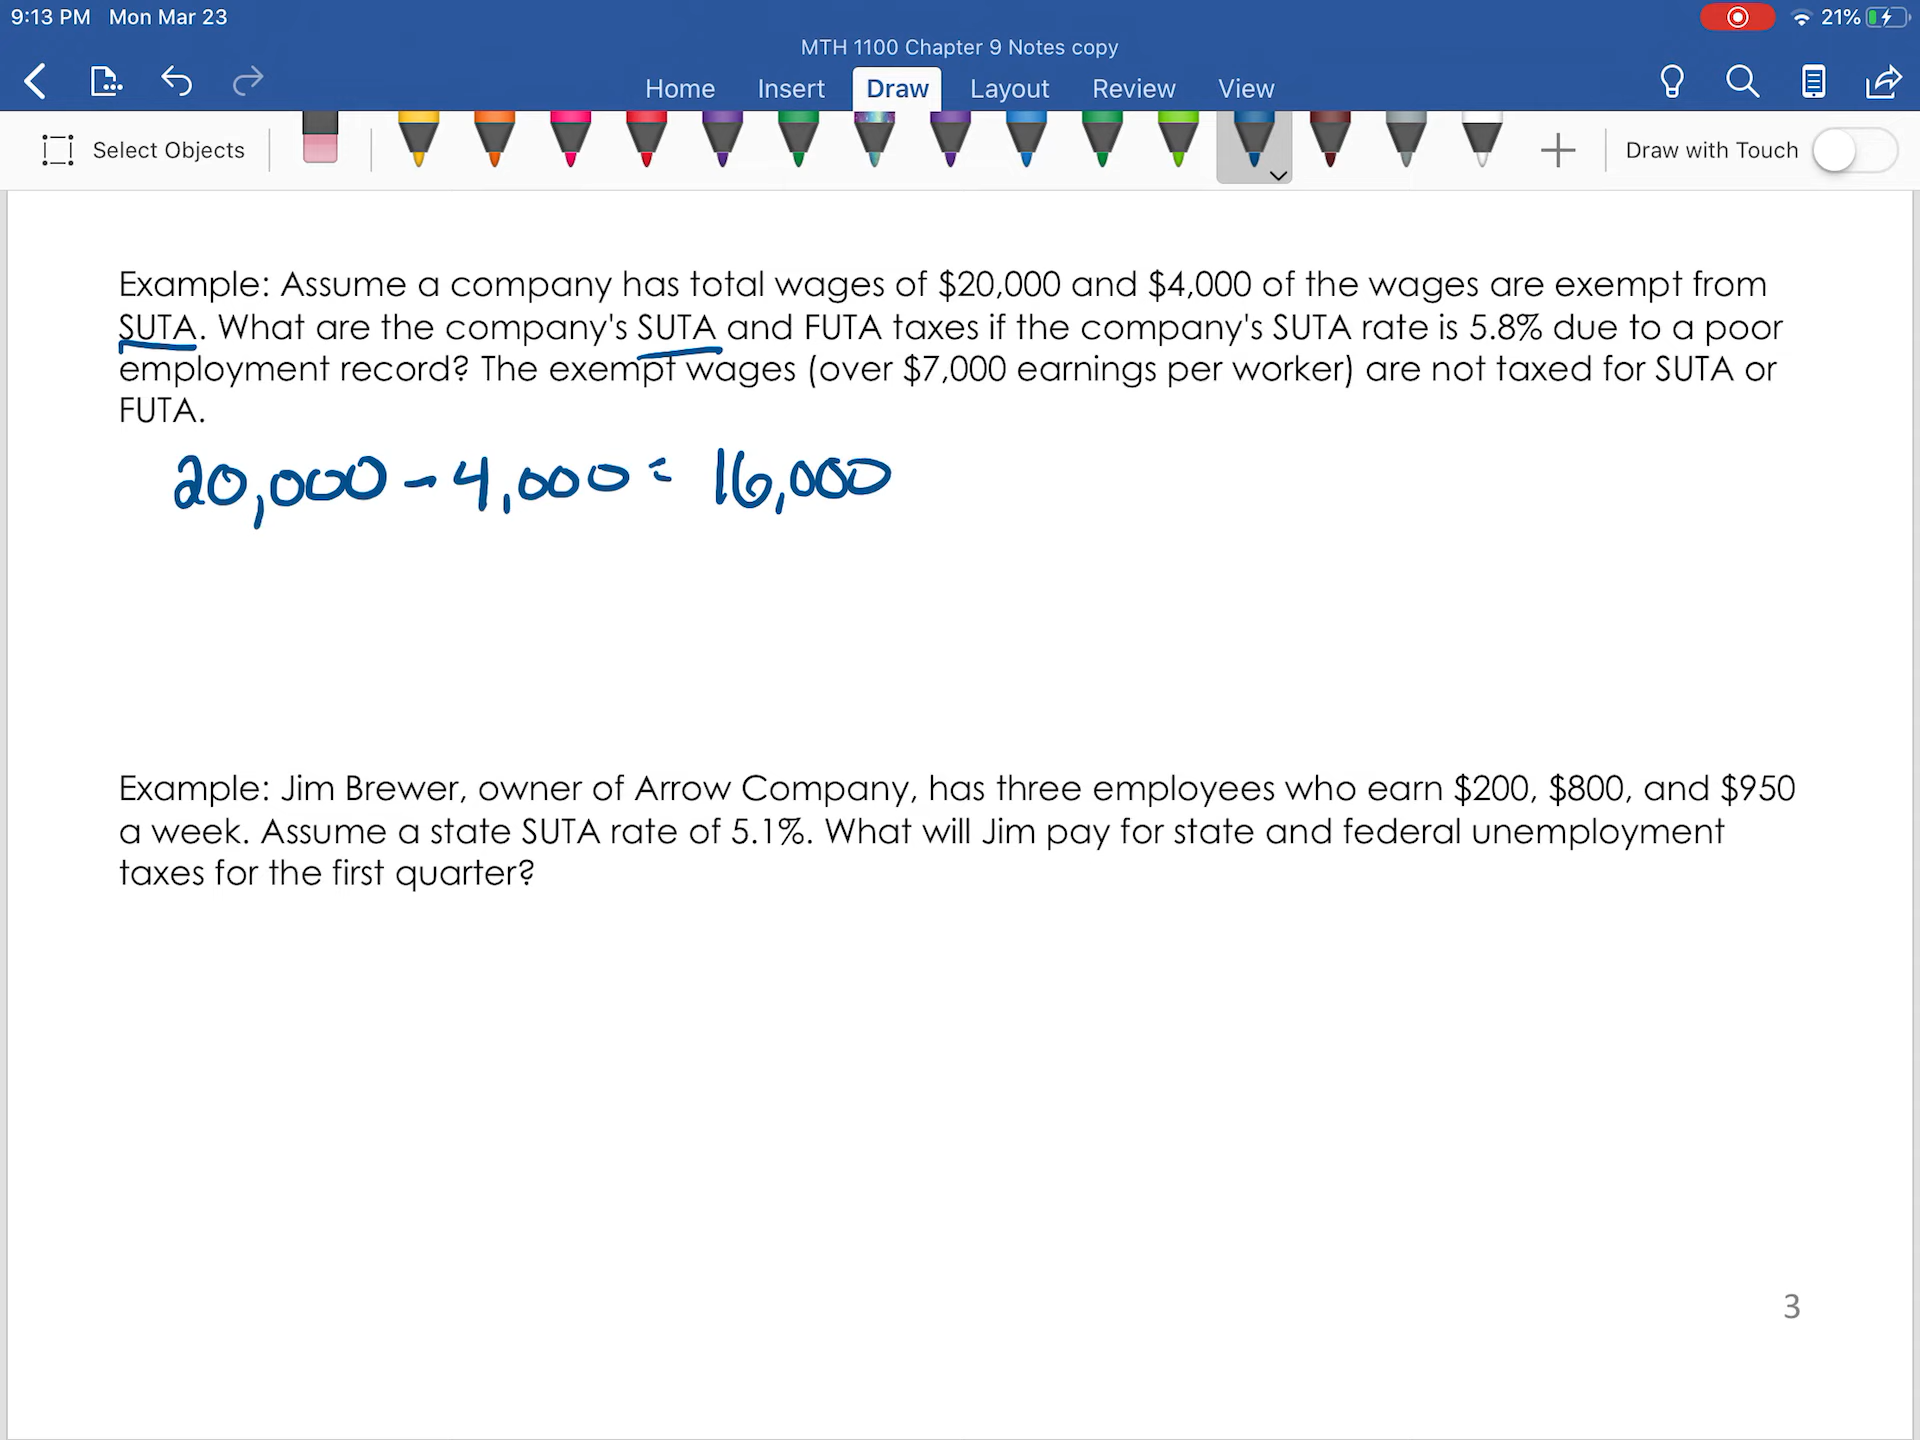 9:13 PM Mon Mar 23
21%
MTH 1100 Chapter 9 Notes copy
Home Insert Draw Layout Review View
Select Objects
Draw with Touch
Example: Assume a company has total wages of $20,000 and $4,000 of the wages are exempt from
SUTA. What are the company's SUTA and FUTA taxes if the company's SUTA rate is 5.8% due to a poor
employment record? The exempt wages (over $7,000 earnings per worker) are not taxed for SUTA or
FUTA.
20,000 - 4,000 = 16,000
Example: Jim Brewer, owner of Arrow Company, has three employees who earn $200, $800, and $950
a week. Assume a state SUTA rate of 5.1%. What will Jim pay for state and federal unemployment
taxes for the first quarter?
3